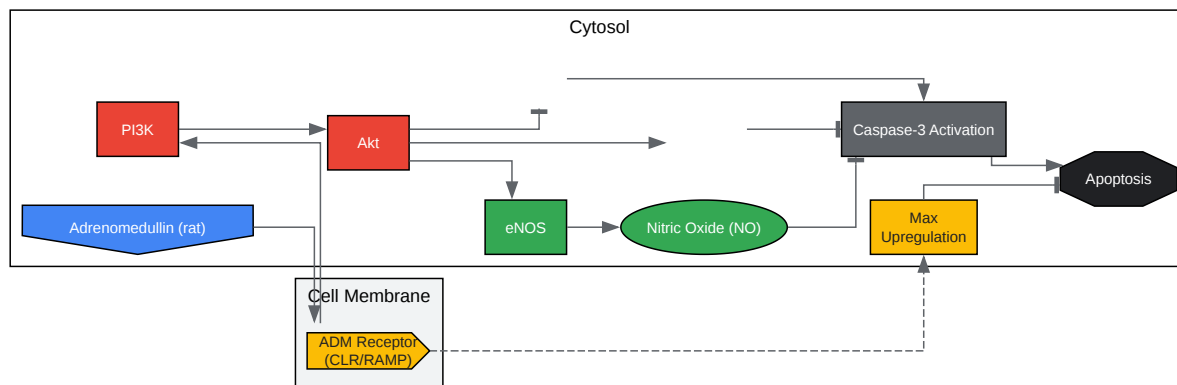 Cytosol
PI3K
Akt
Caspase-3 Activation
Apoptosis
Adrenomedullin (rat)
eNOS
Nitric Oxide (NO)
Max
Upregulation
Cell Membrane
ADM Receptor
(CLR/RAMP)